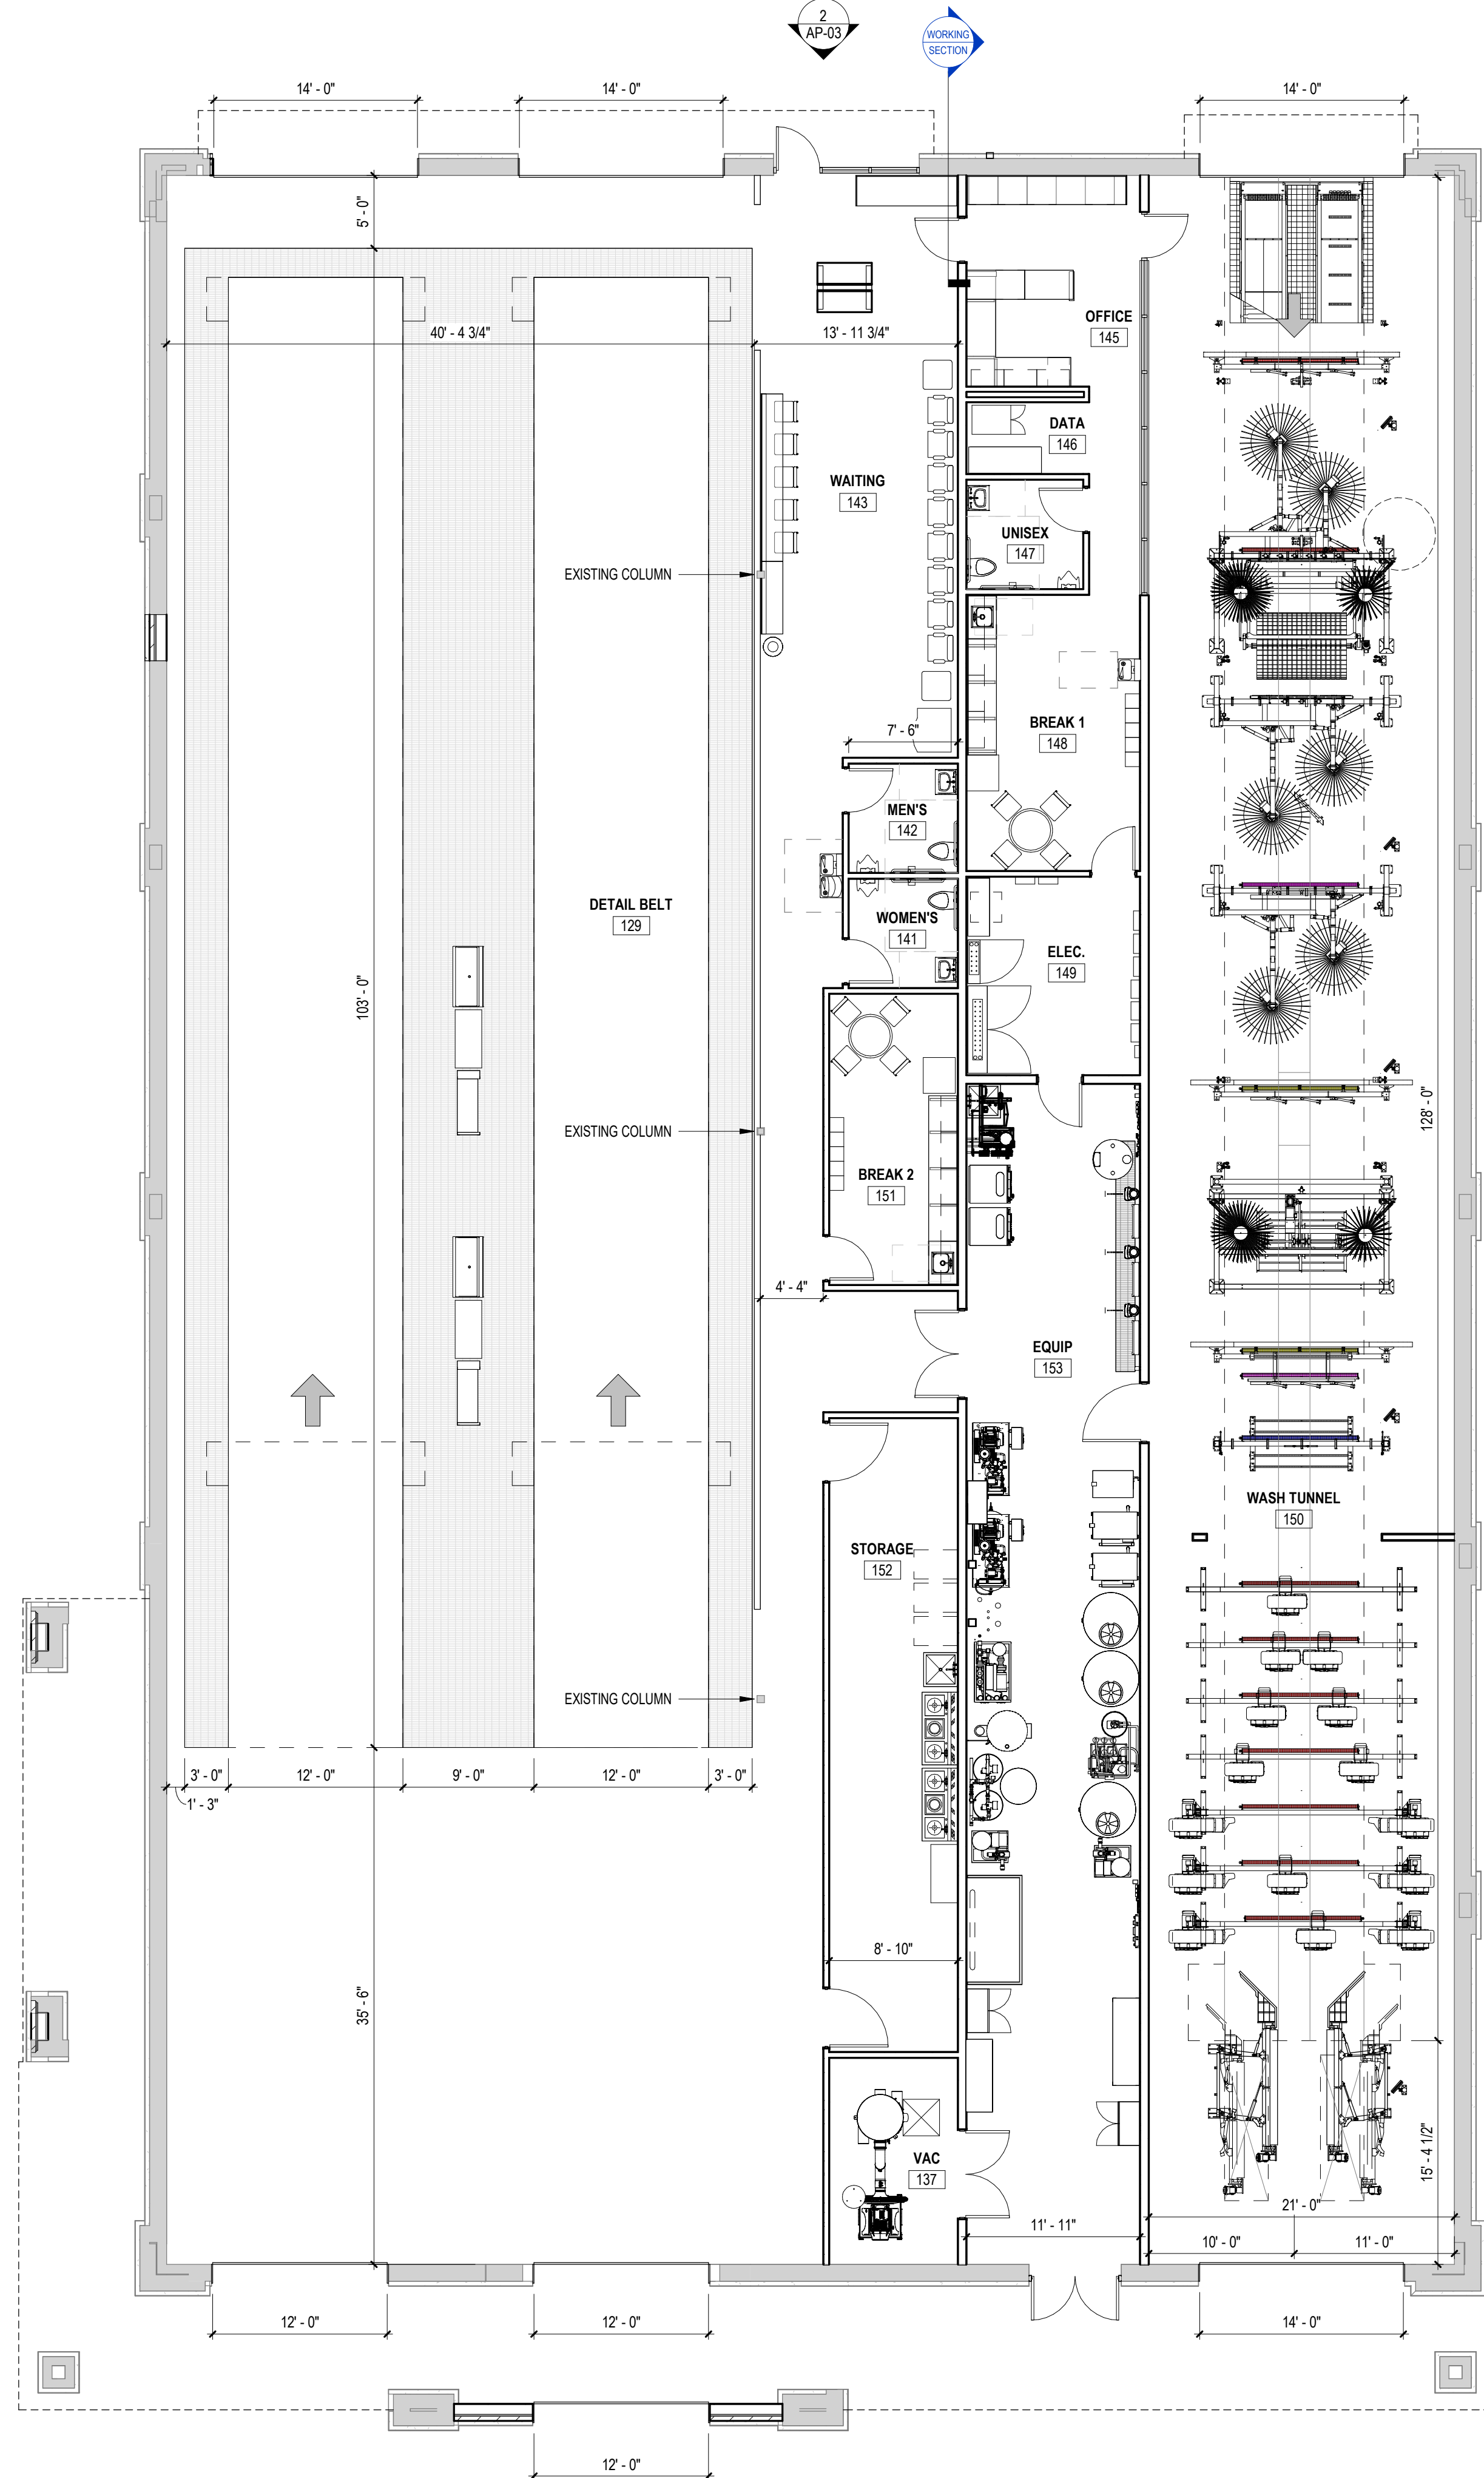 2
AP-03
WORKING
SECTION
14' - 0"
14' - 0"
14' - 0"
5' - 0"
40' - 4 3/4"
13' - 11 3/4"
OFFICE
145
DATA
146
WAITING
143
UNISEX
147
EXISTING COLUMN
BREAK 1
148
7' - 6"
MEN'S
142
DETAIL BELT
129
WOMEN'S
141
ELEC.
149
103' - 0"
128' - 0"
EXISTING COLUMN
BREAK 2
151
4' - 4"
EQUIP
153
WASH TUNNEL
150
STORAGE
152
EXISTING COLUMN
3' - 0"
12' - 0"
9' - 0"
12' - 0"
3' - 0"
1' - 3"
8' - 10"
35' - 6"
15' - 4 1/2"
VAC
137
21' - 0"
11' - 11"
10' - 0"
11' - 0"
12' - 0"
12' - 0"
14' - 0"
12' - 0"